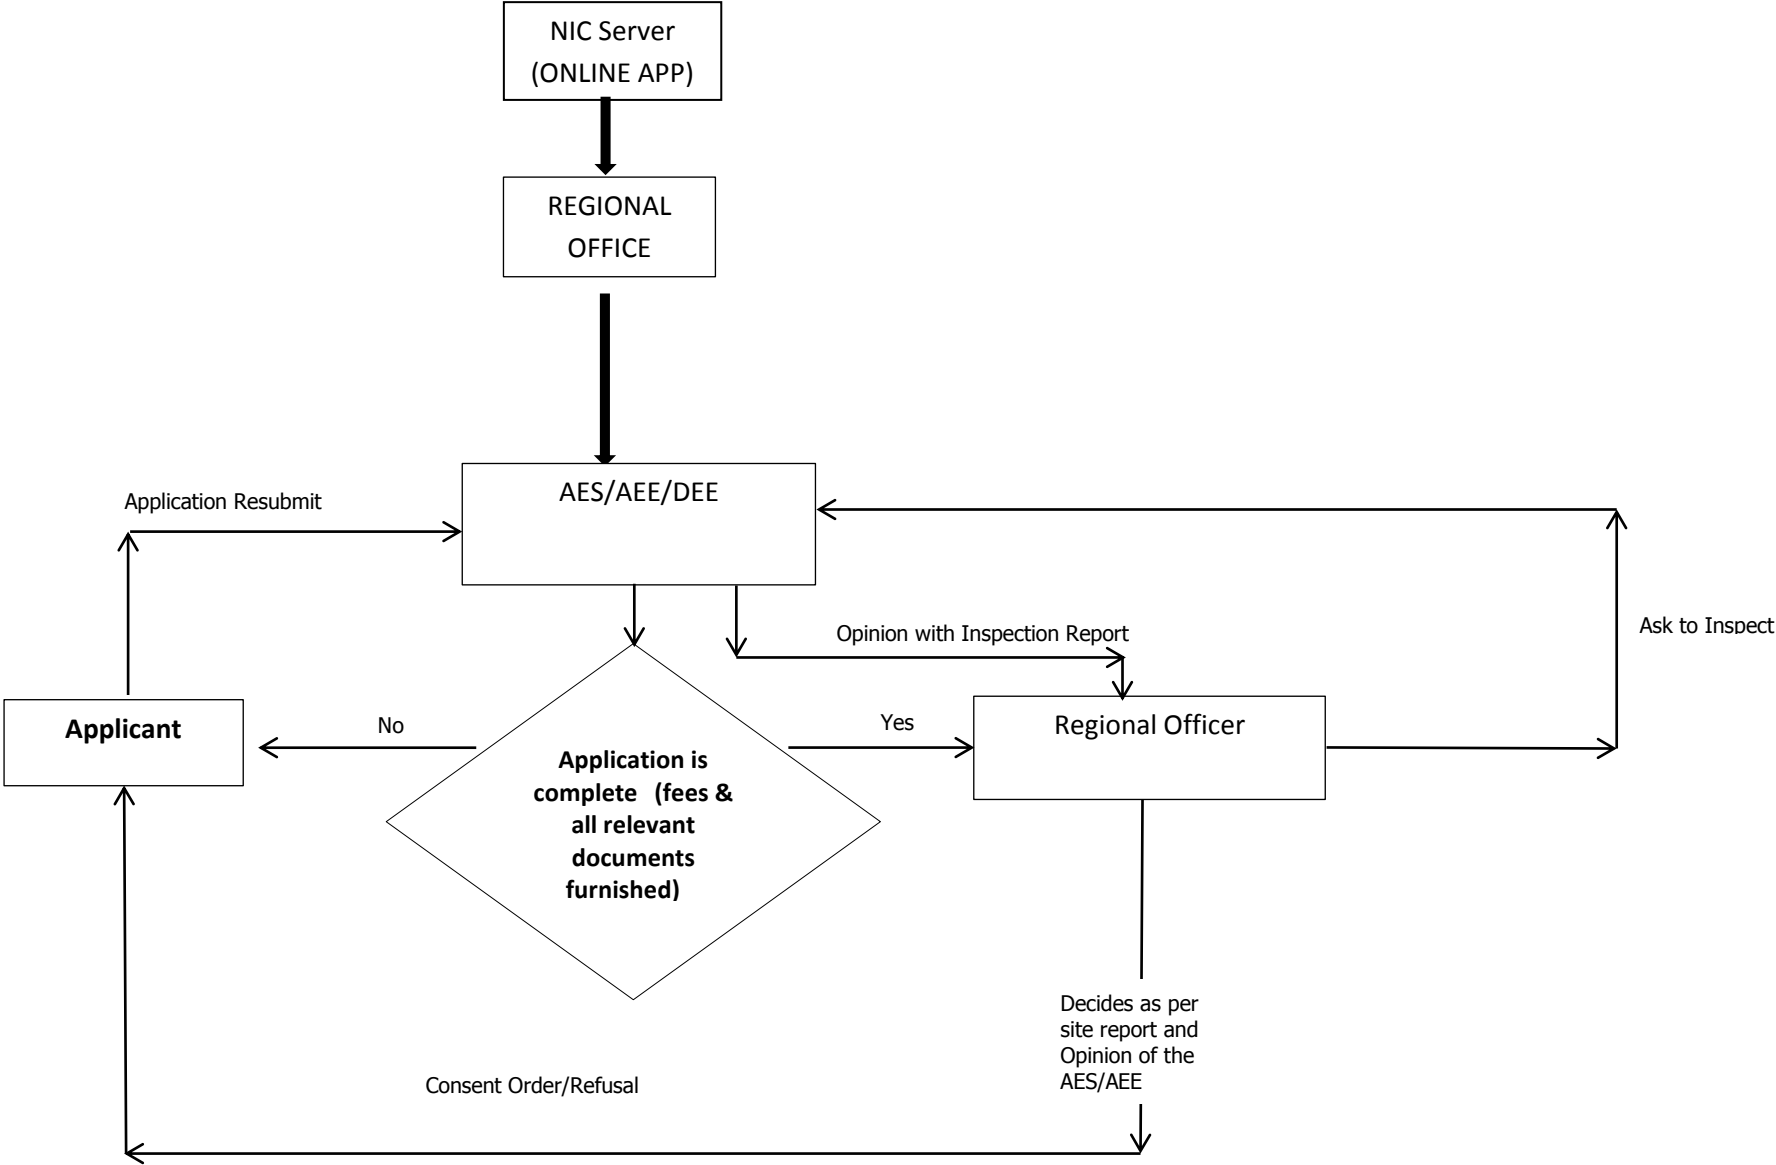 NIC Server
(ONLINE APP)
REGIONAL
OFFICE
AES/AEE/DEE
Application Resubmit
Ask to Inspect
Opinion with Inspection Report
Applicant
No
Yes
Regional Officer
Application is
complete (fees &
all relevant
documents
furnished)
Decides as per
site report and
Opinion of the
AES/AEE
Consent Order/Refusal